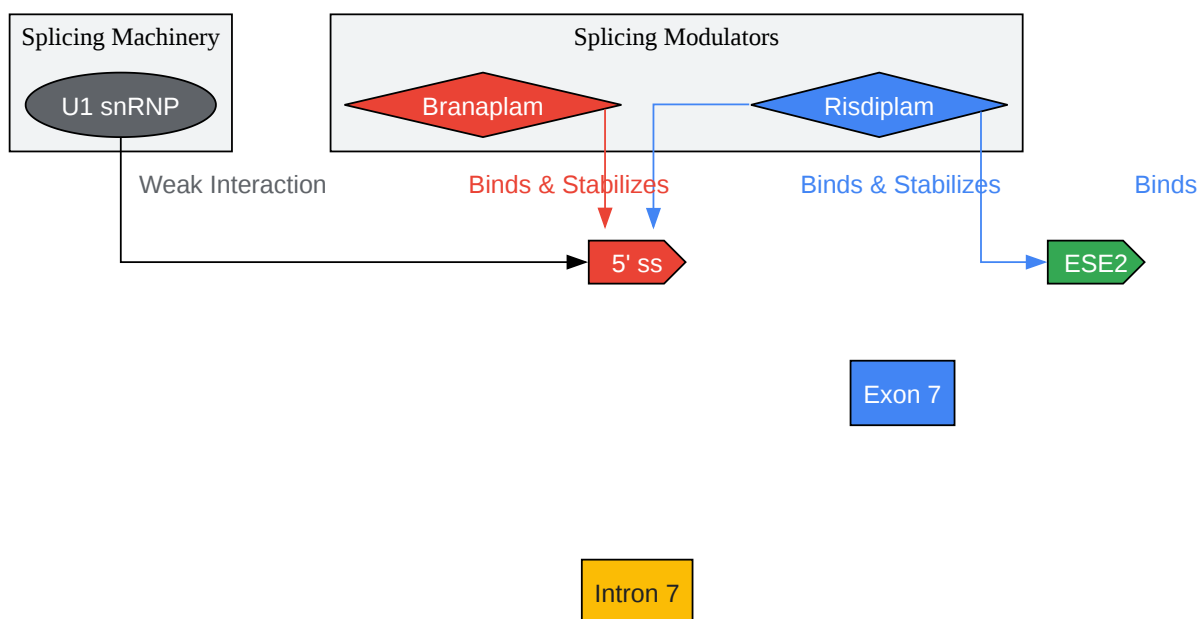 Splicing Machinery
Splicing Modulators
U1 snRNP
Branaplam
Risdiplam
Weak Interaction
Binds & Stabilizes
Binds & Stabilizes
Binds
5' ss
ESE2
Exon 7
Intron 7